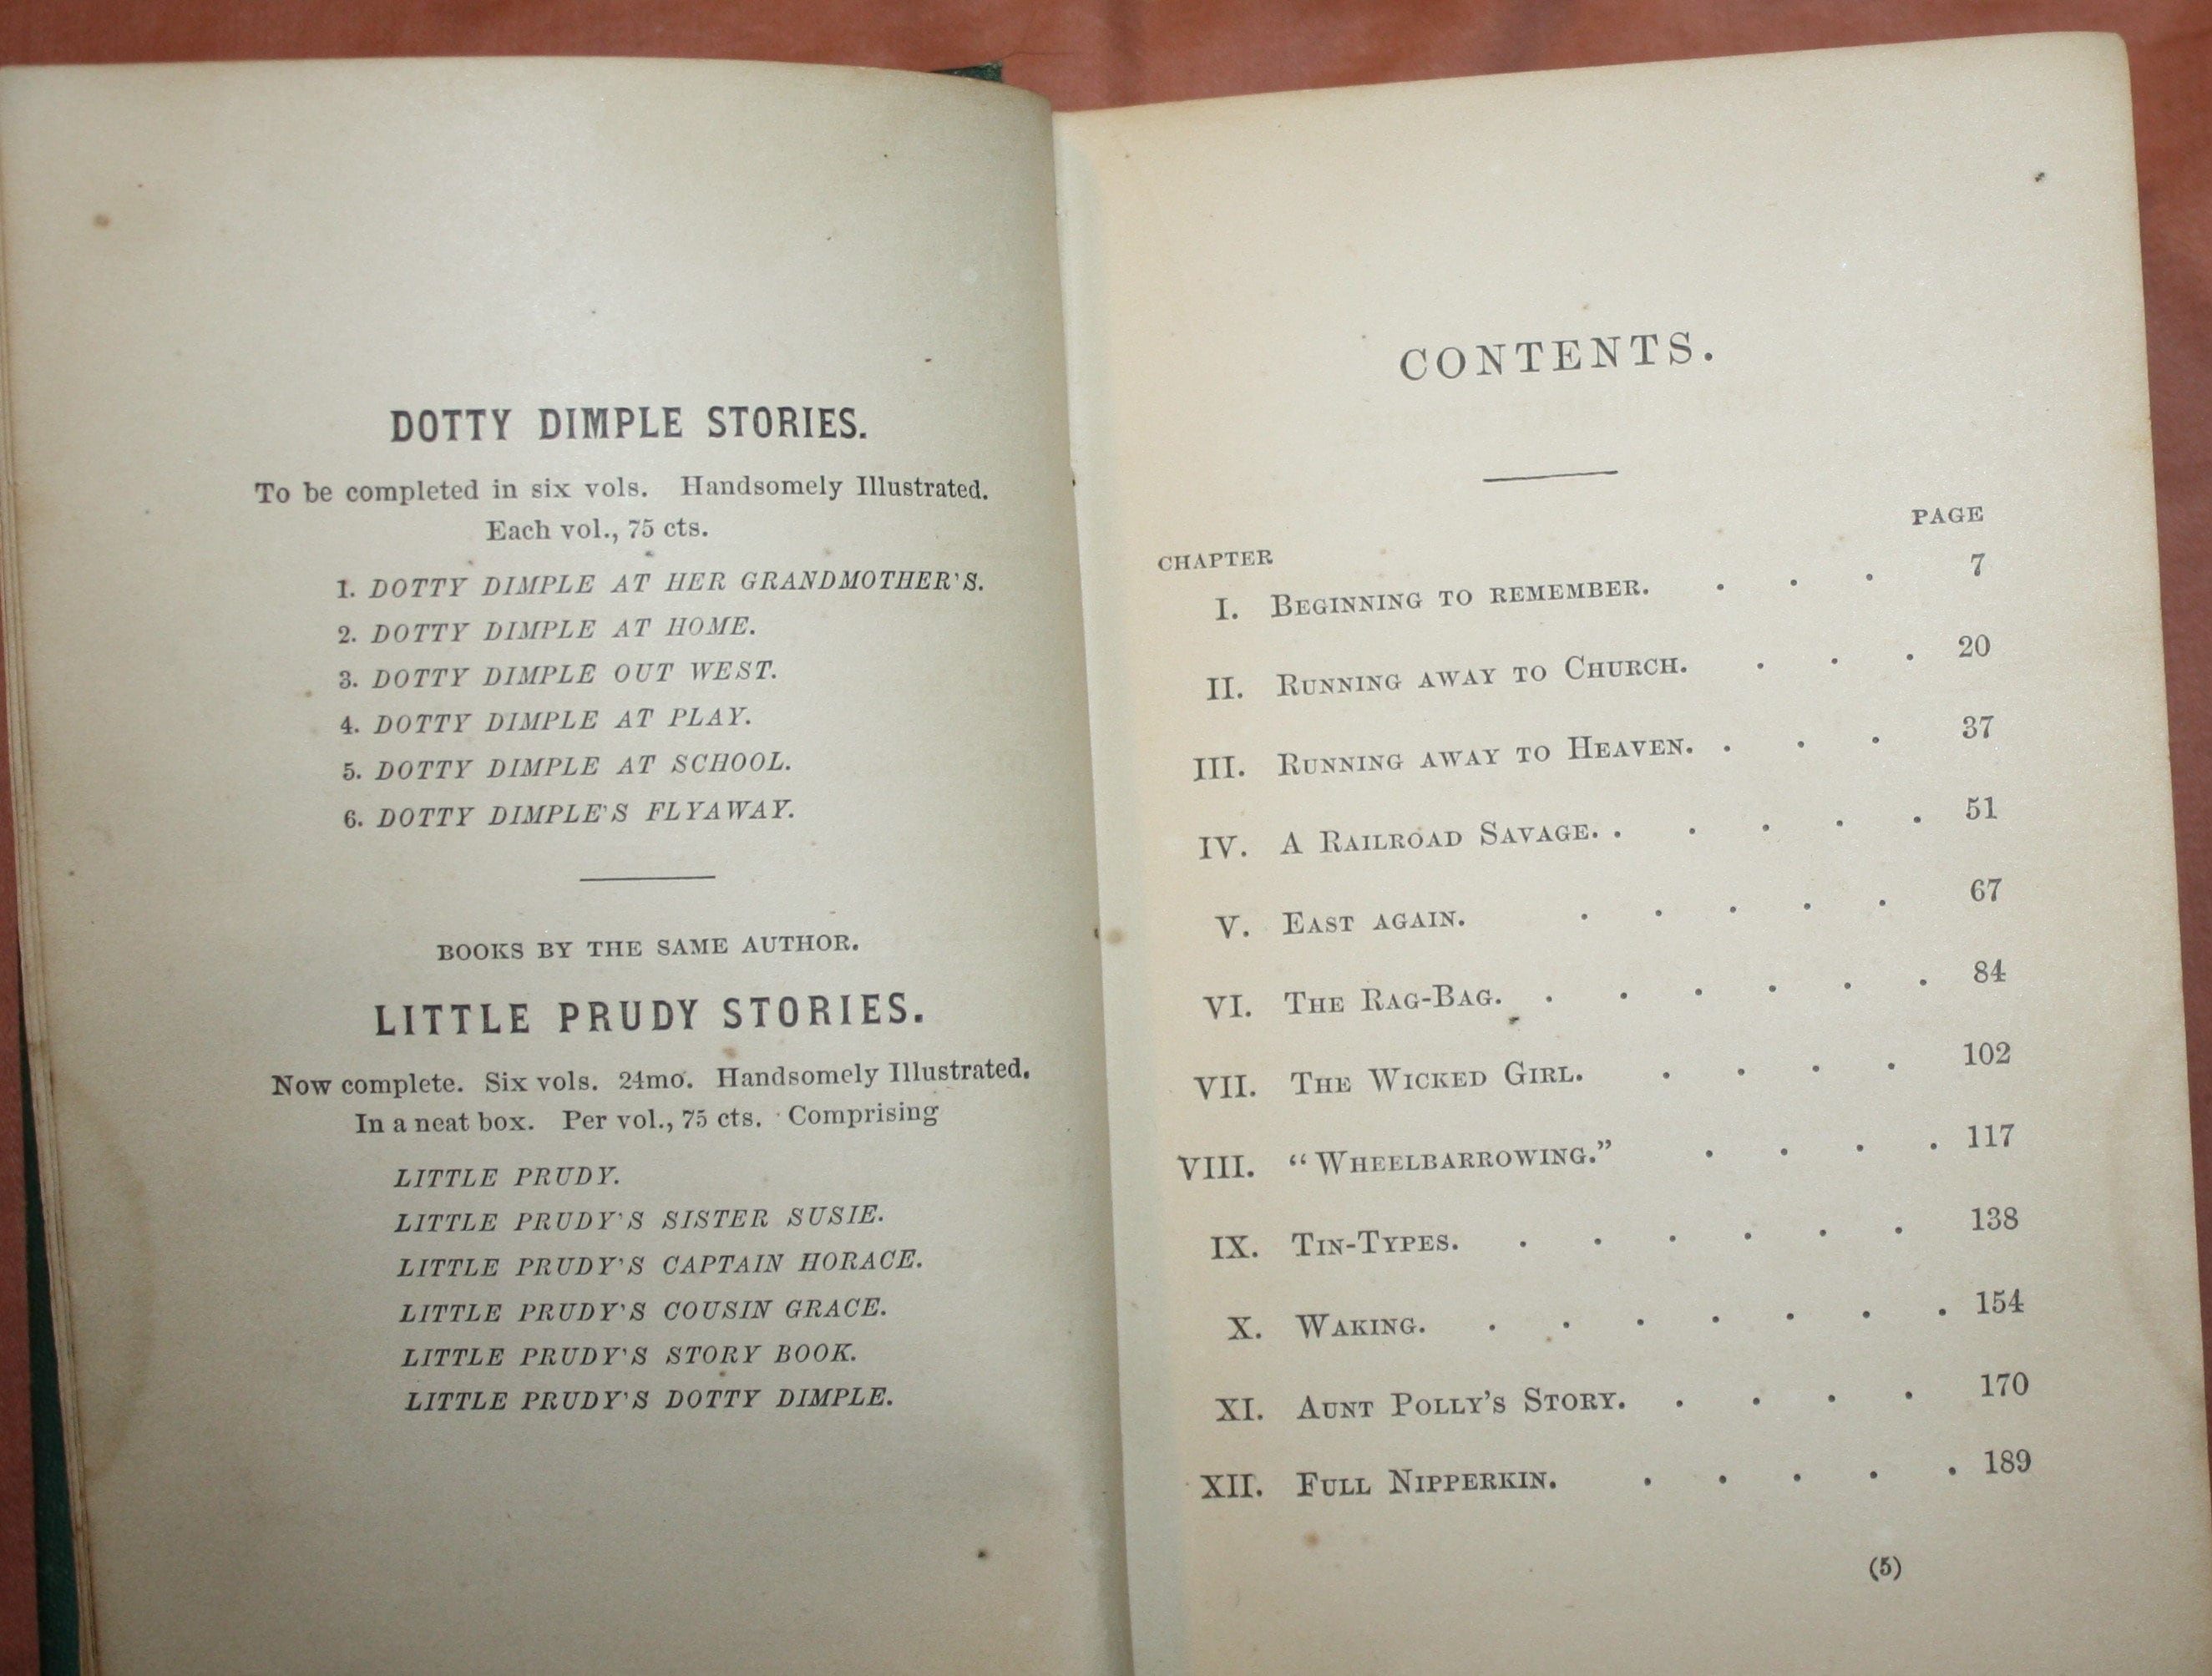 DOTTY DIMPLE STORIES.
To be completed in six vols. Handsomely Illustrated.
Each vol., 75 cts.
1. DOTTY DIMPLE AT HER GRANDMOTHER'S.
2. DOTTY DIMPLE AT HOME.
3. DOTTY DIMPLE OUT WEST.
4. DOTTY DIMPLE AT PLAY.
5. DOTTY DIMPLE AT SCHOOL.
6. DOTTY DIMPLE'S FLYAWAY.
BOOKS BY THE SAME AUTHOR.
LITTLE PRUDY STORIES.
Now complete. Six vols. 24mo. Handsomely Illustrated.
In a neat box. Per vol., 75 cts. Comprising
LITTLE PRUDY.
LITTLE PRUDY'S SISTER SUSIE.
LITTLE PRUDY'S CAPTAIN HORACE.
LITTLE PRUDY'S COUSIN GRACE.
LITTLE PRUDY'S STORY BOOK.
LITTLE PRUDY'S DOTTY DIMPLE.
CONTENTS.
CHAPTER PAGE
I. BEGINNING TO REMEMBER. . . . 7
II. RUNNING AWAY TO CHURCH. . . . 20
III. RUNNING AWAY TO HEAVEN. . . . 37
IV. A RAILROAD SAVAGE. . . . . . 51
V. EAST AGAIN. . . . . . 67
VI. THE RAG-BAG. . . . . . . 84
VII. THE WICKED GIRL. . . . . 102
VIII. "WHEELBARROWING." . . . . 117
IX. TIN-TYPES. . . . . . . 138
X. WAKING. . . . . . . . 154
XI. AUNT POLLY'S STORY. . . . . 170
XII. FULL NIPPERKIN. . . . . . 189
(5)